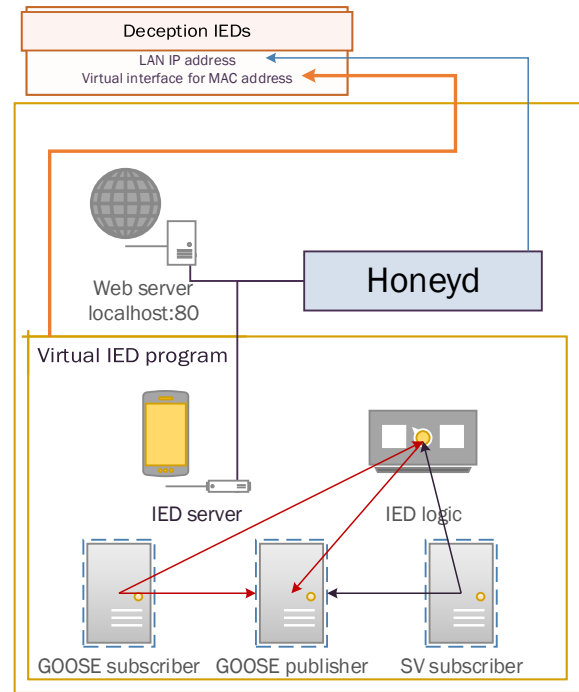 Deception IEDs
LAN IP address
Virtual interface for MAC address
Web server
localhost:80
Honeyd
Virtual IED program
IED server
IED logic
GOOSE subscriber
GOOSE publisher
SV subscriber